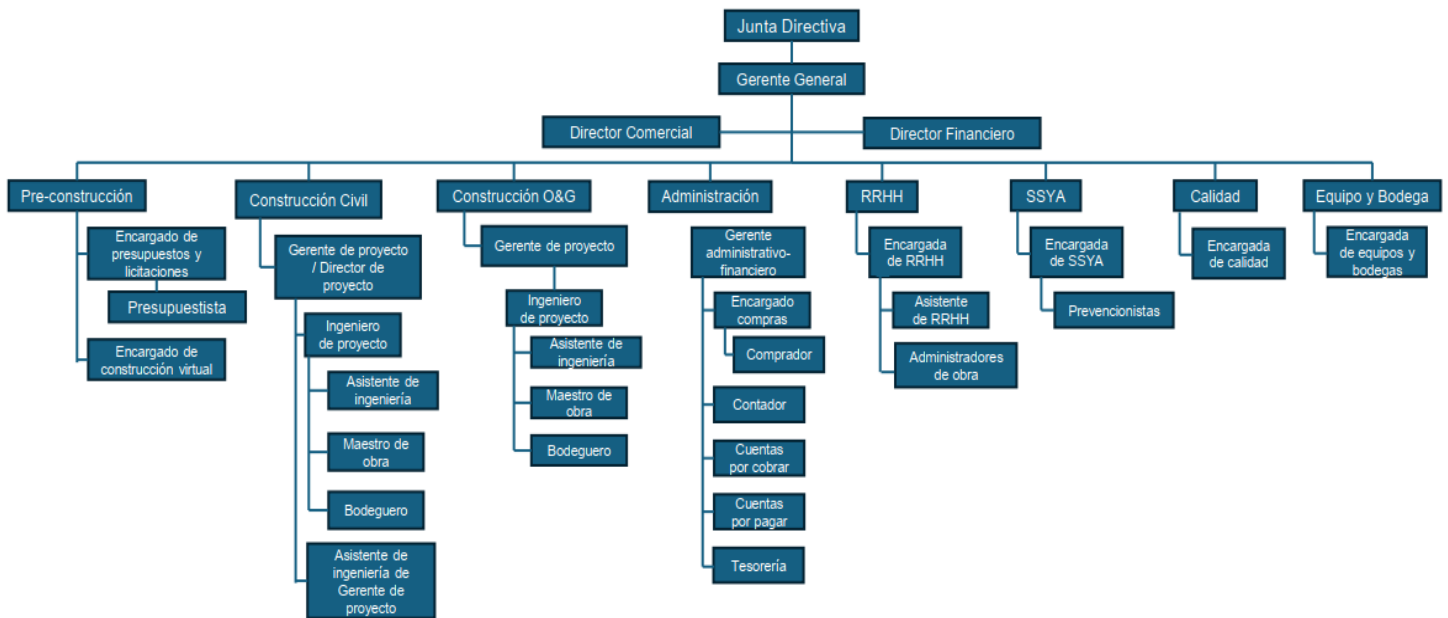 Junta Directiva
Gerente General
Director Comercial
Director Financiero
Pre-construcción
Construcción Civil
Construcción O&G
Administración
RRHH
SSYA
Calidad
Equipo y Bodega
Encargado de
presupuestos y
licitaciones
Presupuestista
Encargado de
construcción virtual
Gerente de proyecto
/ Director de
proyecto
Ingeniero
de proyecto
Asistente de
ingeniería
Maestro de
obra
Bodeguero
Asistente de
ingeniería de
Gerente de
proyecto
Gerente de proyecto
Ingeniero
de proyecto
Asistente de
ingeniería
Maestro de
obra
Bodeguero
Gerente
administrativo-
financiero
Encargado
compras
Comprador
Contador
Cuentas
por cobrar
Cuentas
por pagar
Tesorería
Encargada
de RRHH
Asistente
de RRHH
Administradores
de obra
Encargada
de SSYA
Prevencionistas
Encargada
de calidad
Encargada
de equipos y
bodegas